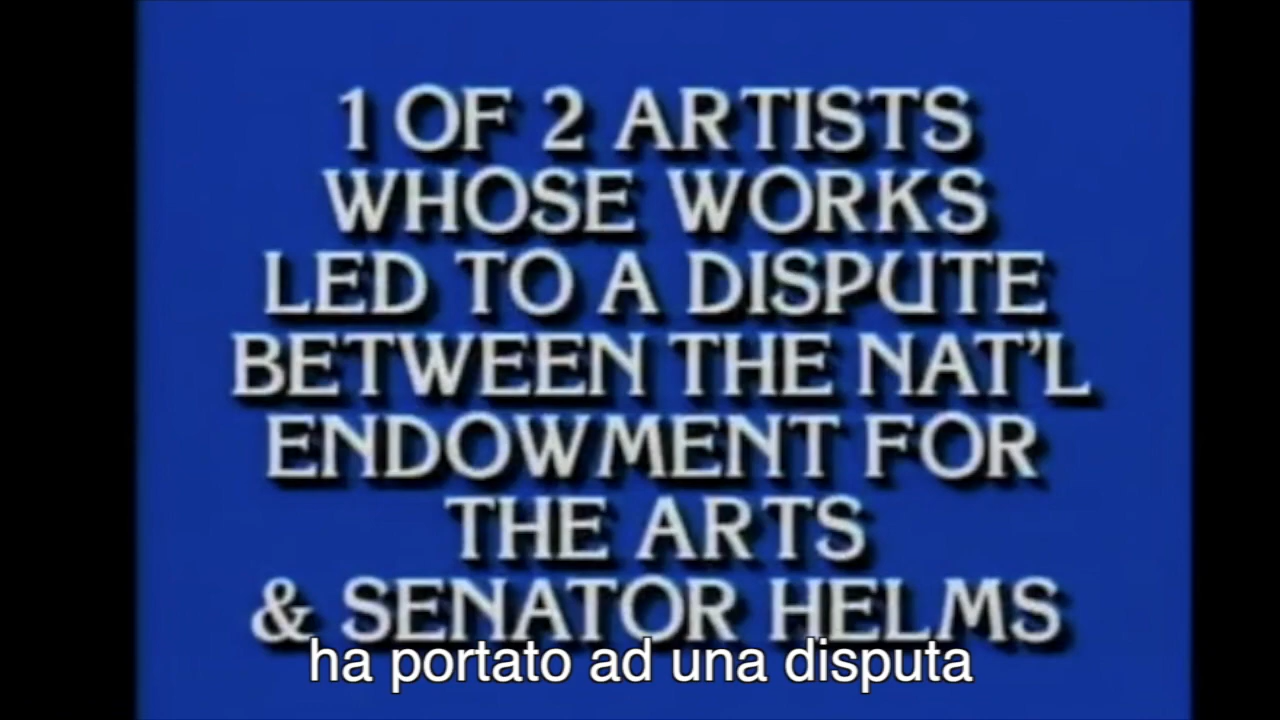 1 OF 2 ARTISTS
WHOSE WORKS
LED TO A DISPUTE
BETWEEN THE NAT'L
ENDOWMENT FOR
THE ARTS
& SENATOR HELMS
ha portato ad una disputa